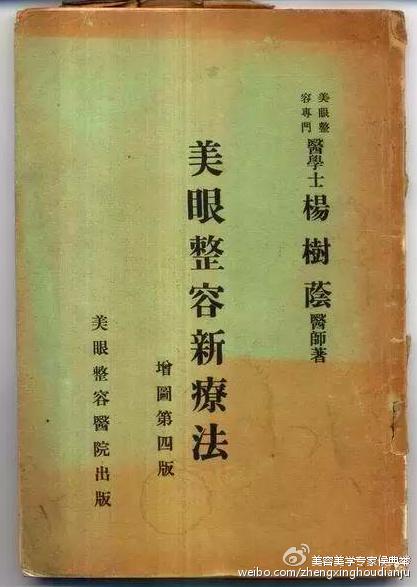 美眼整
容專門
醫學士 楊樹蔭 醫師著
美眼整容新療法
增圖第四版
美眼整容醫院出版
美容美学专家侯典举
weibo.com/zhengxinghoudianju